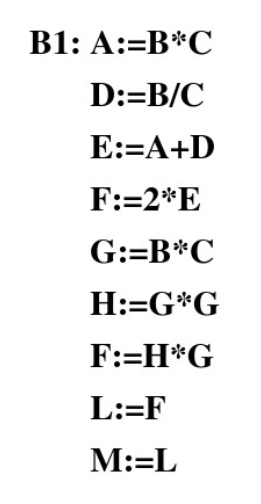 B1: A:=B*C
D:=B/C
E:=A+D
F:=2*E
G:=B*C
H:=G*G
F:=H*G
L:=F
M:=L